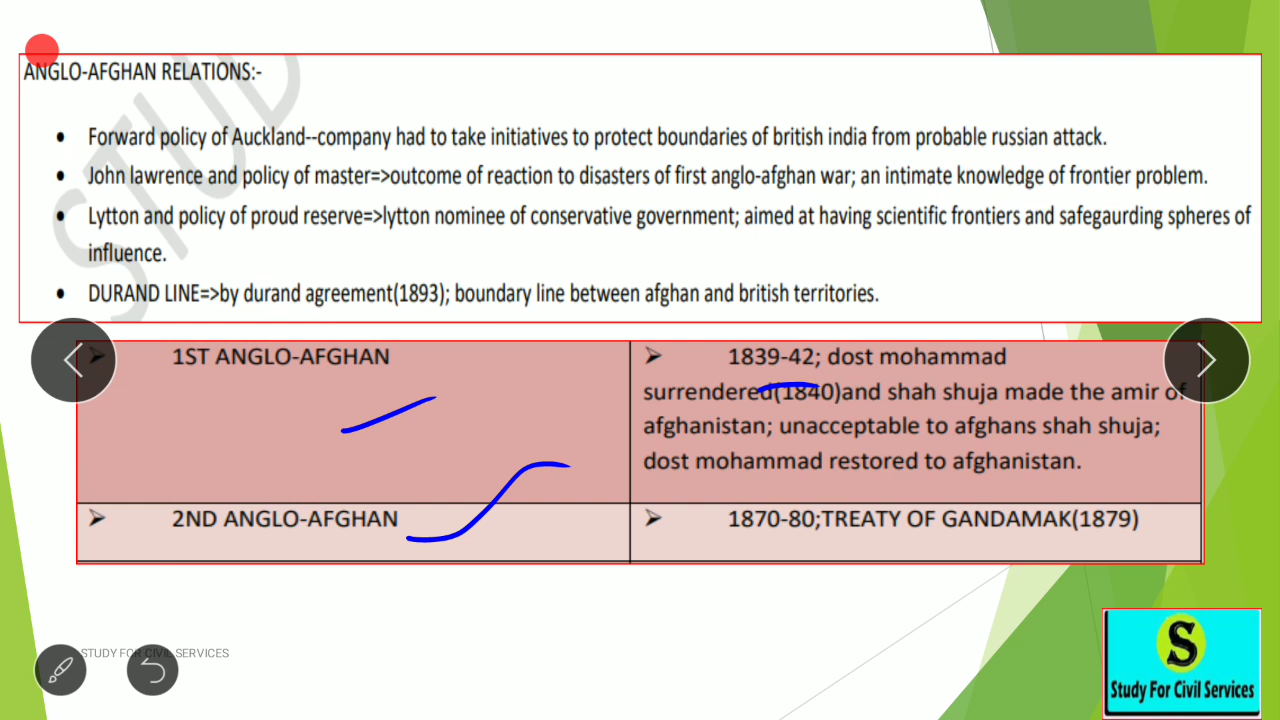 ANGLO-AFGHAN RELATIONS:-
• Forward policy of Auckland--company had to take initiatives to protect boundaries of british india from probable russian attack.
• John lawrence and policy of master=>outcome of reaction to disasters of first anglo-afghan war; an intimate knowledge of frontier problem.
• Lytton and policy of proud reserve=>lytton nominee of conservative government; aimed at having scientific frontiers and safegaurding spheres of
influence.
• DURAND LINE=>by durand agreement(1893); boundary line between afghan and british territories.
➢ 1ST ANGLO-AFGHAN
➢ 1839-42; dost mohammad
surrendered(1840)and shah shuja made the amir of
afghanistan; unacceptable to afghans shah shuja;
dost mohammad restored to afghanistan.
➢ 2ND ANGLO-AFGHAN
➢ 1870-80;TREATY OF GANDAMAK(1879)
STUDY FOR CIVIL SERVICES
S
Study For Civil Services
STUD